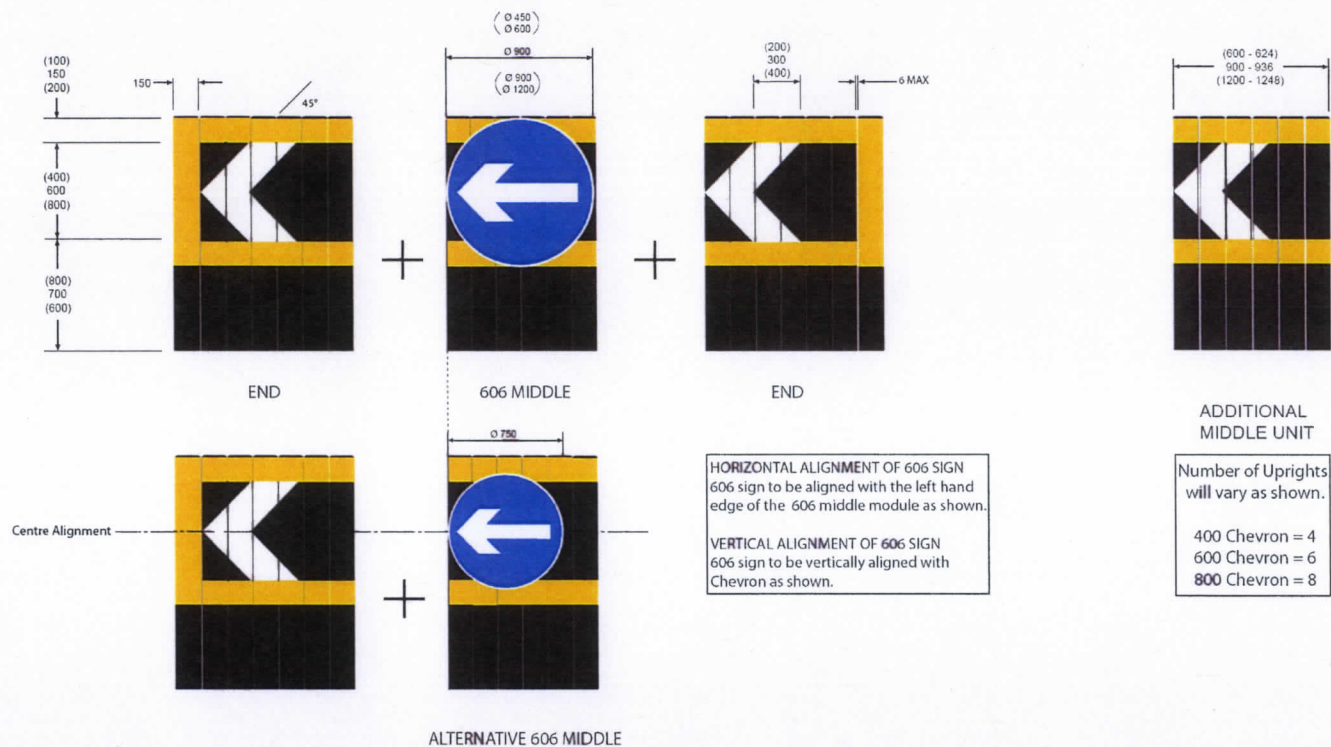 ( Ø 450
Ø 600 )
Ø 900
( Ø 900
Ø 1200 )
(100)
150
(200)
150
45°
(200)
300
(400)
6 MAX
(600 - 624)
900 - 936
(1200 - 1248)
(400)
600
(800)
(800)
700
(600)
END
+
606 MIDDLE
+
END
ADDITIONAL
MIDDLE UNIT
Number of Uprights
will vary as shown.
400 Chevron = 4
600 Chevron = 6
800 Chevron = 8
Ø 750
Centre Alignment
+
HORIZONTAL ALIGNMENT OF 606 SIGN
606 sign to be aligned with the left hand
edge of the 606 middle module as shown.
VERTICAL ALIGNMENT OF 606 SIGN
606 sign to be vertically aligned with
Chevron as shown.
ALTERNATIVE 606 MIDDLE